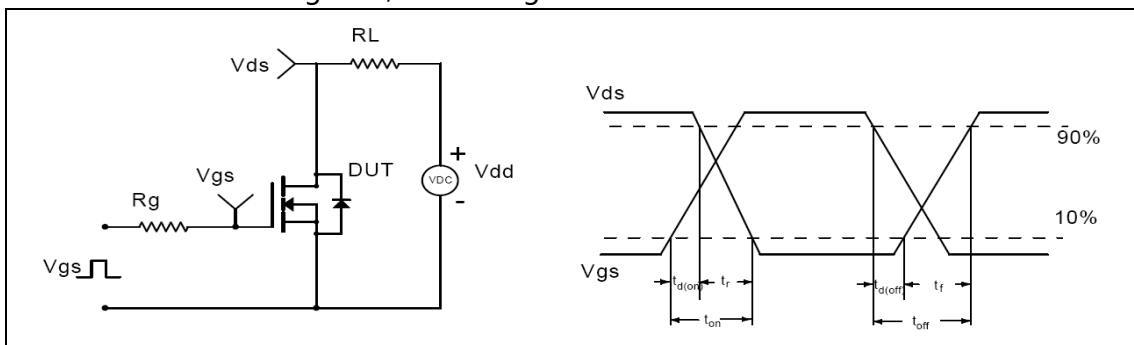 RL
Vds
Vgs
DUT
+
VDC
Vdd
-
Rg
Vgs
Vds
90%
10%
Vgs
td(on)
tr
td(off)
tf
ton
toff